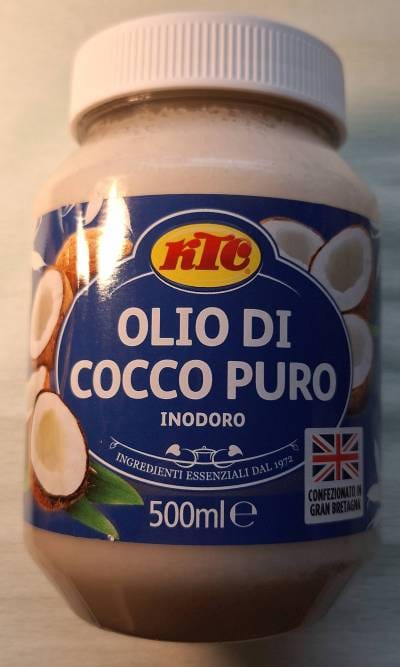 KTC
OLIO DI
COCCO PURO
INODORO
INGREDIENTI ESSENZIALI DAL 1972
500ml ℮
CONFEZIONATO IN
GRAN BRETAGNA